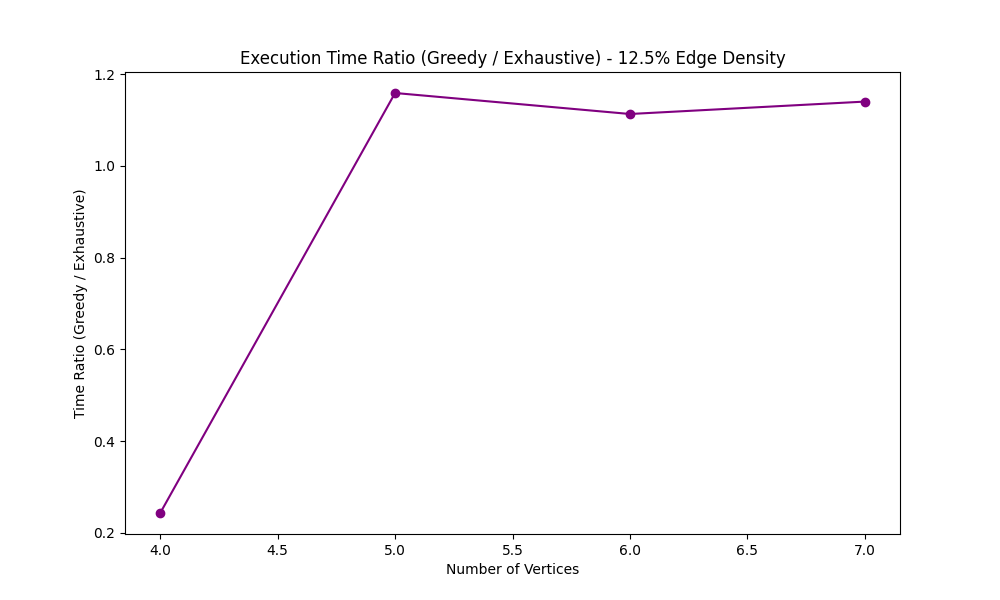 Execution Time Ratio (Greedy / Exhaustive) - 12.5% Edge Density
1.2
1.0
0.8
0.6
0.4
0.2
Time Ratio (Greedy / Exhaustive)
4.0 4.5 5.0 5.5 6.0 6.5 7.0
Number of Vertices